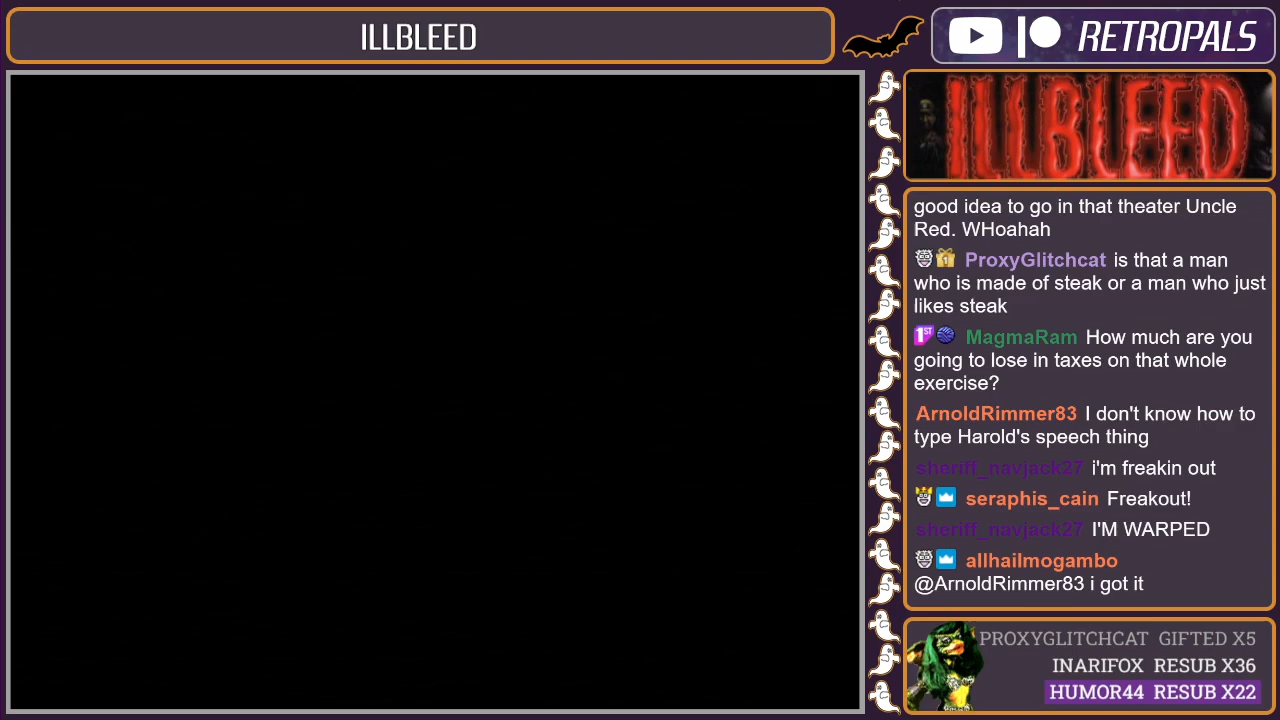 ILLBLEED
RETROPALS
ILLBLEED
good idea to go in that theater Uncle
Red. WHoahah
ProxyGlitchcat is that a man
who is made of steak or a man who just
likes steak
1ST MagmaRam How much are you
going to lose in taxes on that whole
exercise?
ArnoldRimmer83 I don't know how to
type Harold's speech thing
sheriff_navjack27 i'm freakin out
seraphis_cain Freakout!
sheriff_navjack27 I'M WARPED
allhailmogambo
@ArnoldRimmer83 i got it
PROXYGLITCHCAT GIFTED X5
INARIFOX RESUB X36
HUMOR44 RESUB X22